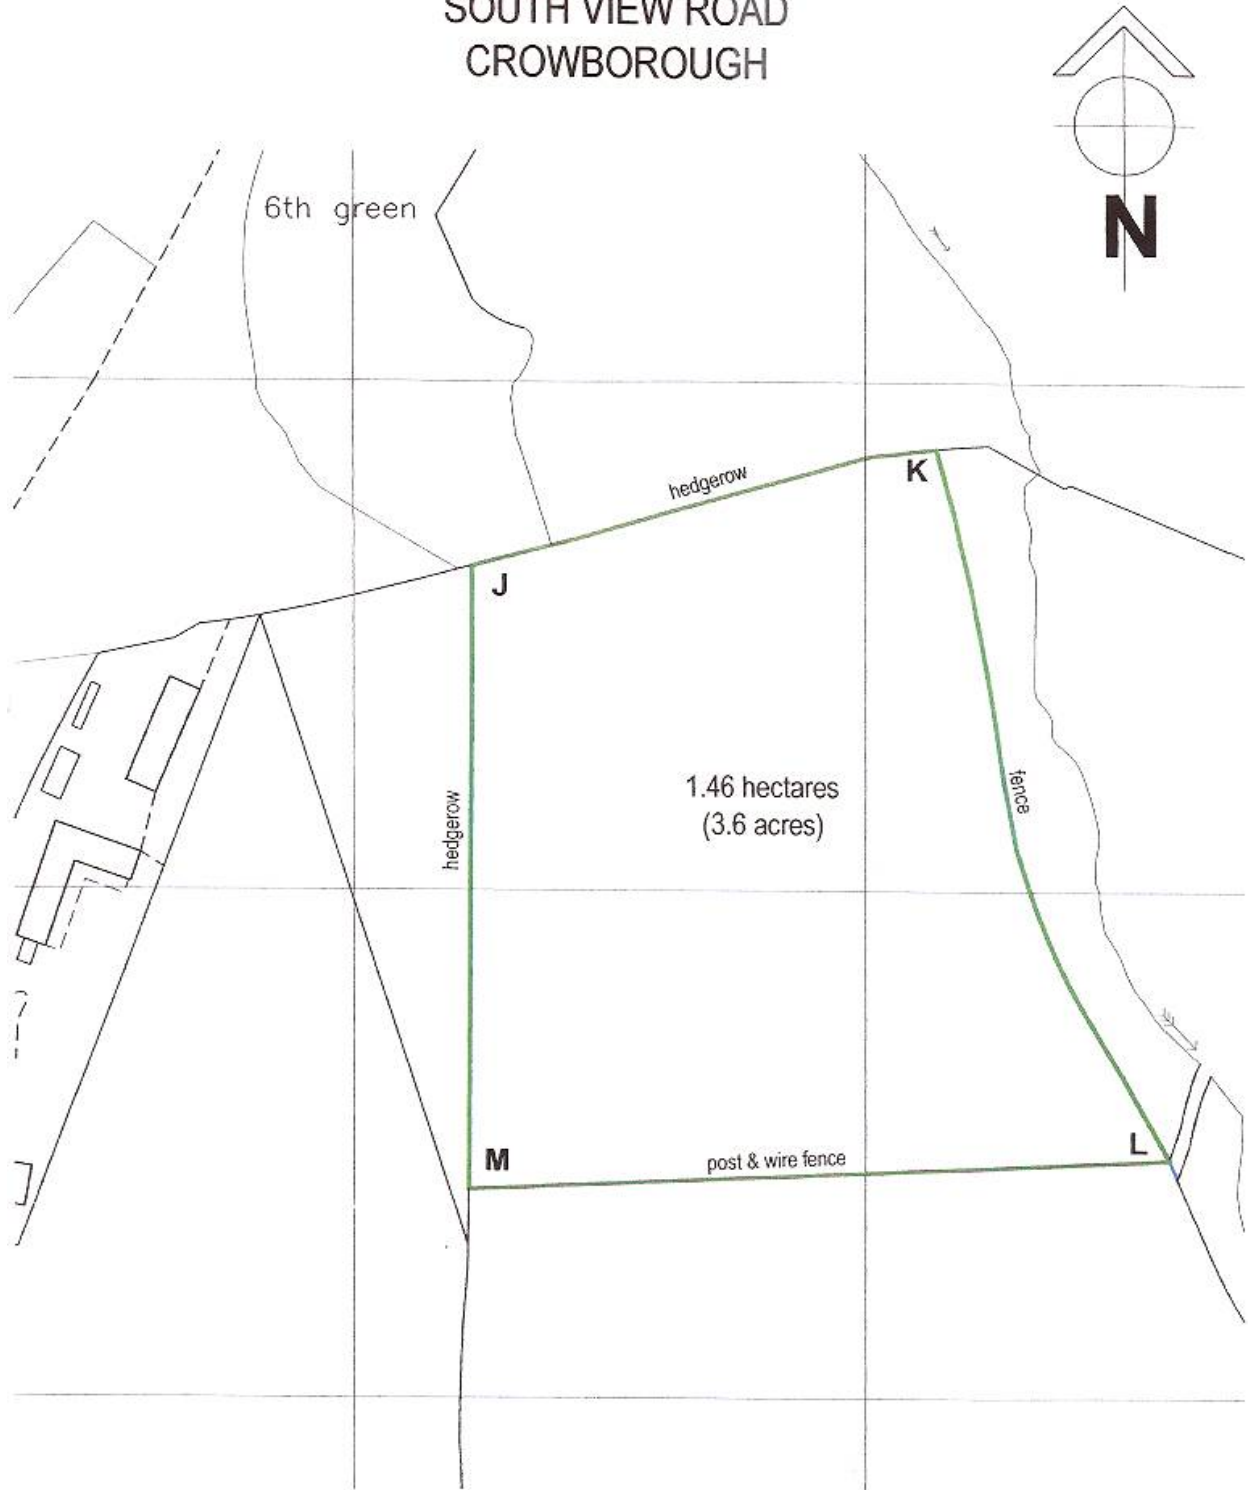 SOUTH VIEW ROAD
CROWBOROUGH
N
6th green
hedgerow
K
J
hedgerow
1.46 hectares
(3.6 acres)
fence
M
post & wire fence
L